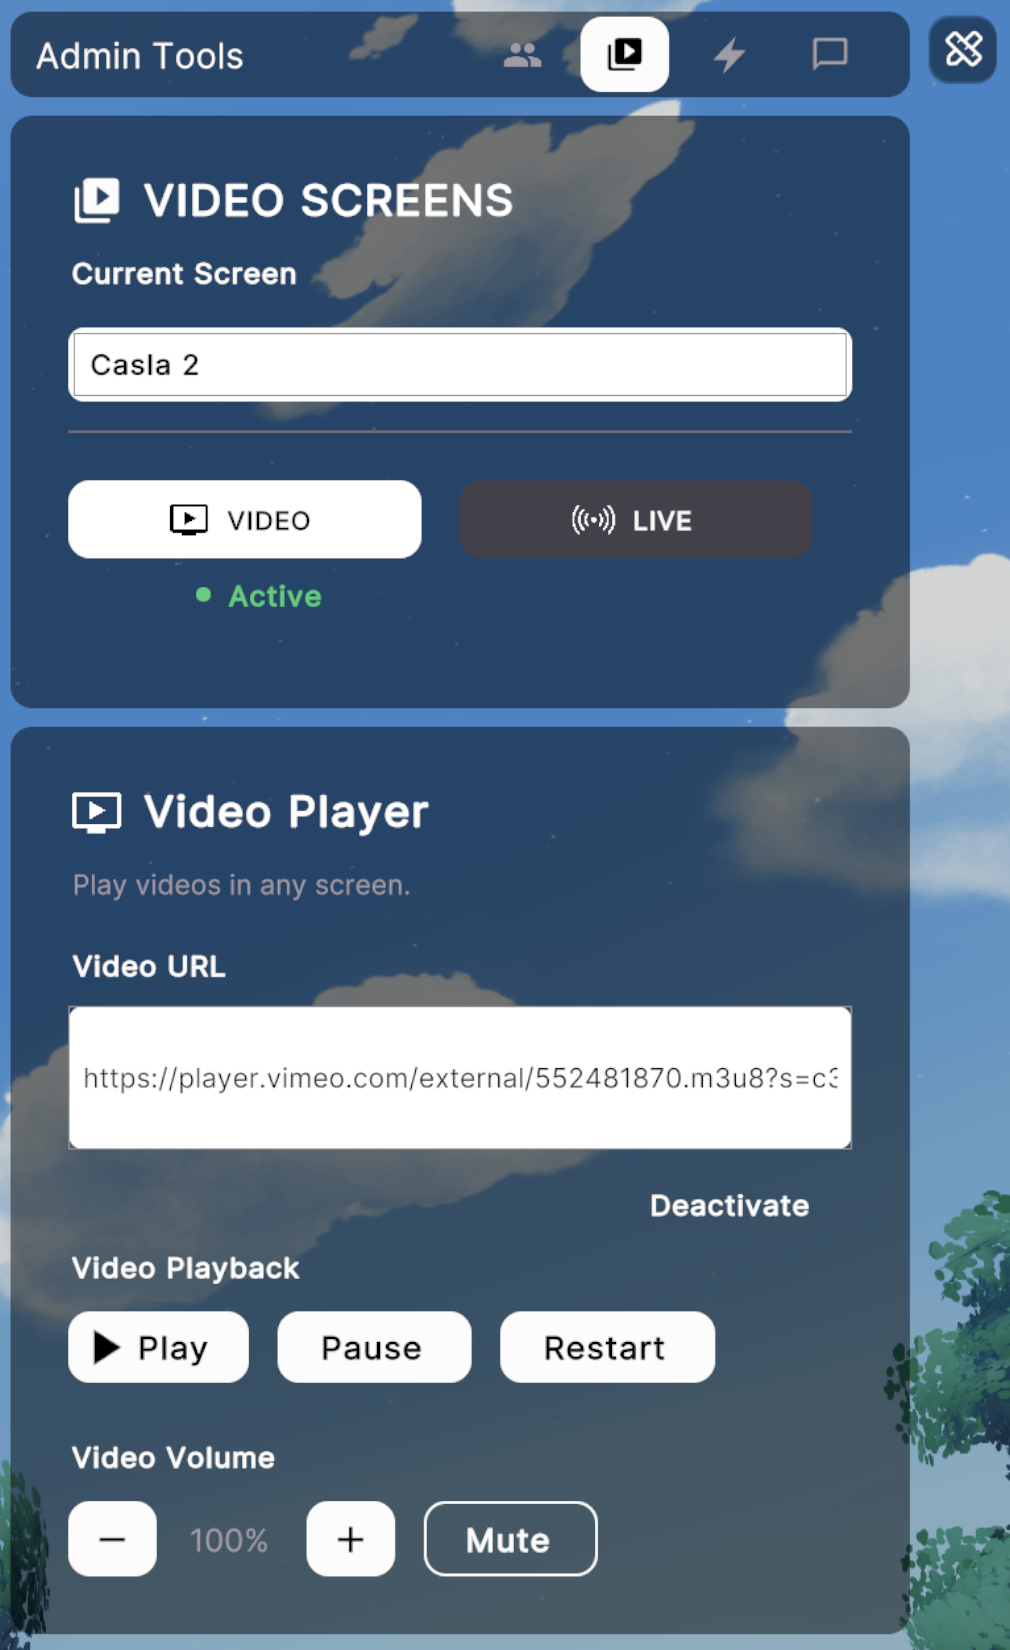 Admin Tools
VIDEO SCREENS
Current Screen
Casla 2
VIDEO
LIVE
Active
Video Player
Play videos in any screen.
Video URL
https://player.vimeo.com/external/552481870.m3u8?s=c3
Deactivate
Video Playback
Play
Pause
Restart
Video Volume
100%
Mute